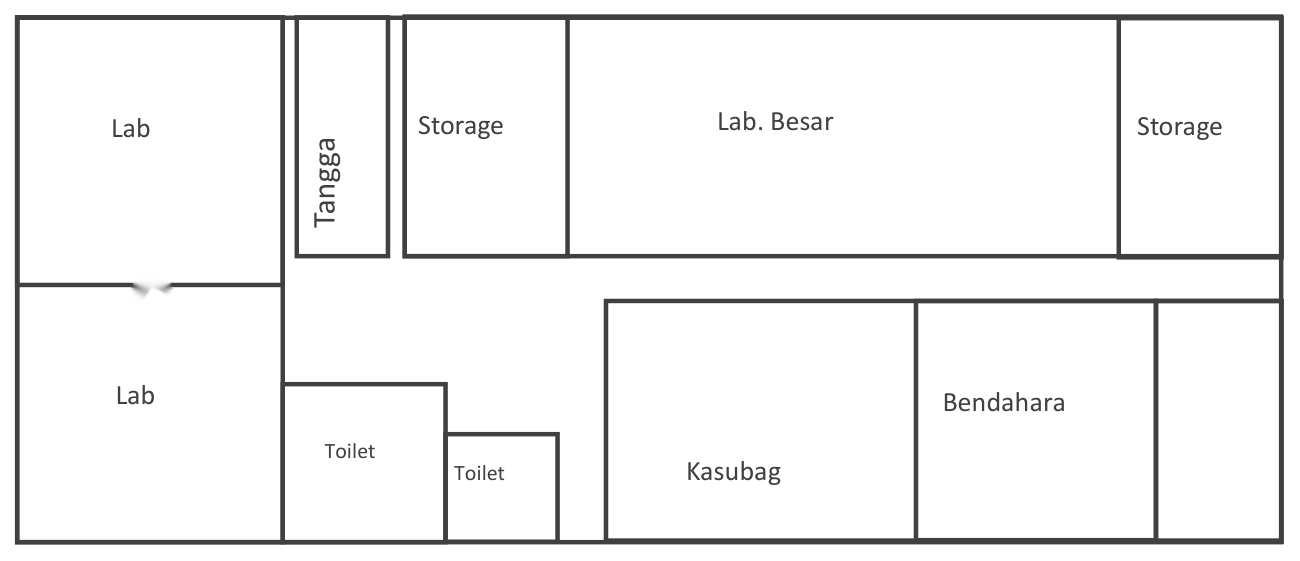 Lab
Tangga
Storage
Lab. Besar
Storage
Lab
Toilet
Toilet
Kasubag
Bendahara